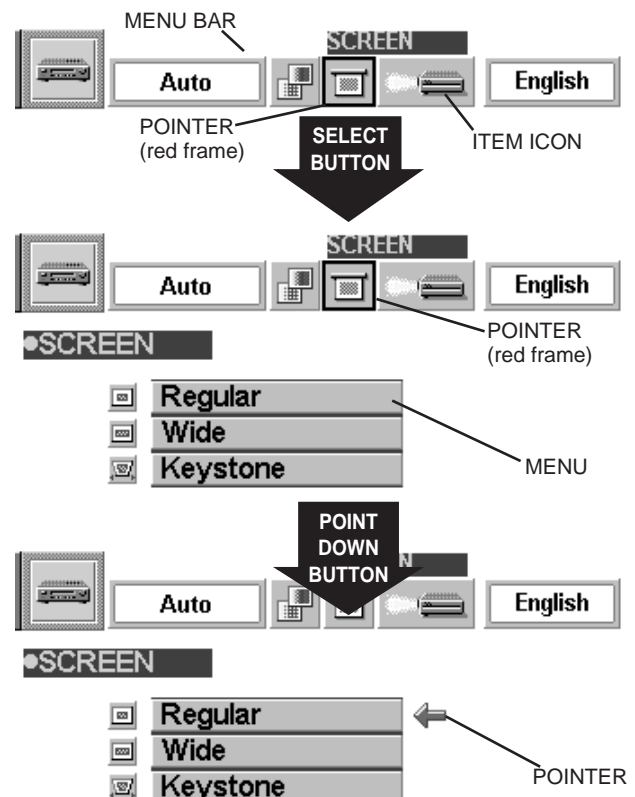 MENU BAR
SCREEN
Auto
English
POINTER
(red frame)
SELECT
BUTTON
ITEM ICON
SCREEN
Auto
English
POINTER
(red frame)
●SCREEN
Regular
Wide
Keystone
MENU
POINT
DOWN
BUTTON
N
Auto
English
●SCREEN
Regular
Wide
Keystone
POINTER